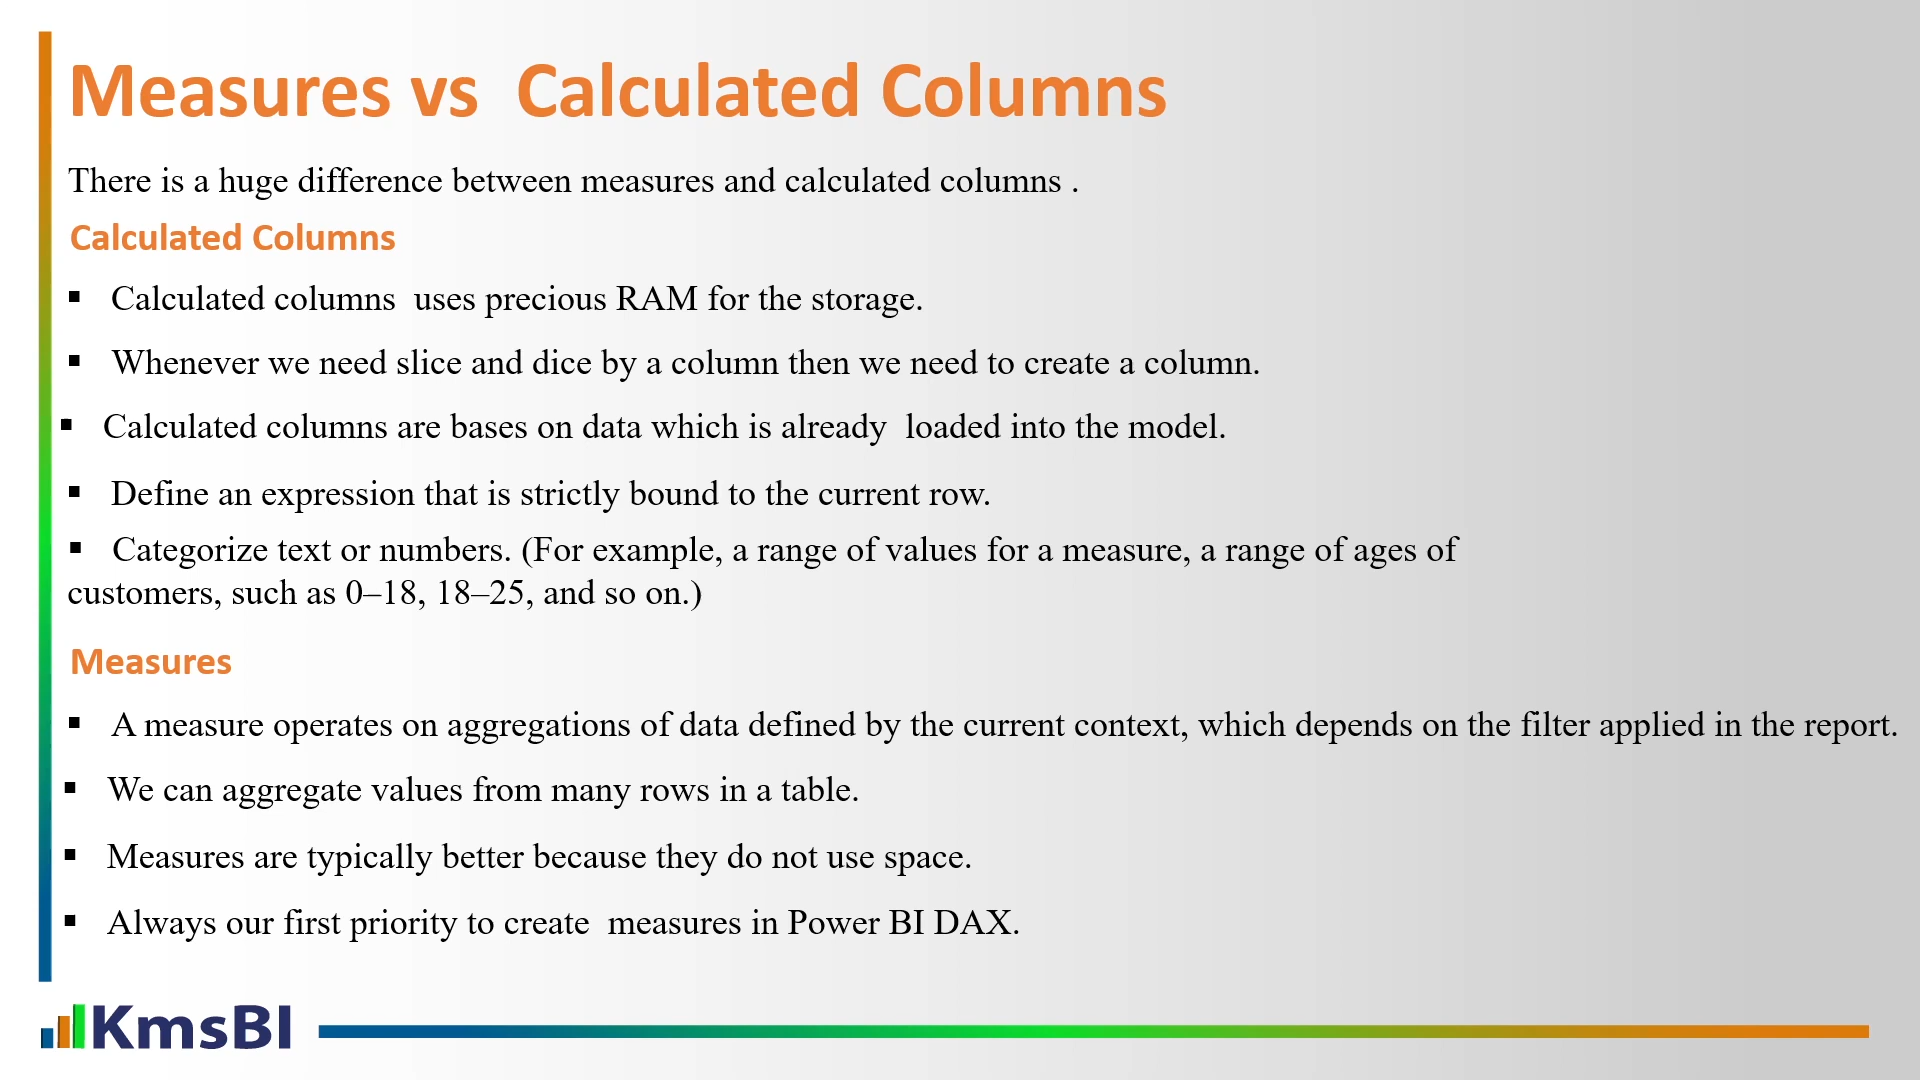 Measures vs  Calculated Columns
There is a huge difference between measures and calculated columns .
Calculated Columns
▪ Calculated columns  uses precious RAM for the storage.
▪ Whenever we need slice and dice by a column then we need to create a column.
▪ Calculated columns are bases on data which is already  loaded into the model.
▪ Define an expression that is strictly bound to the current row.
▪ Categorize text or numbers. (For example, a range of values for a measure, a range of ages of
customers, such as 0–18, 18–25, and so on.)
Measures
▪ A measure operates on aggregations of data defined by the current context, which depends on the filter applied in the report.
▪ We can aggregate values from many rows in a table.
▪ Measures are typically better because they do not use space.
▪ Always our first priority to create  measures in Power BI DAX.
KmsBI